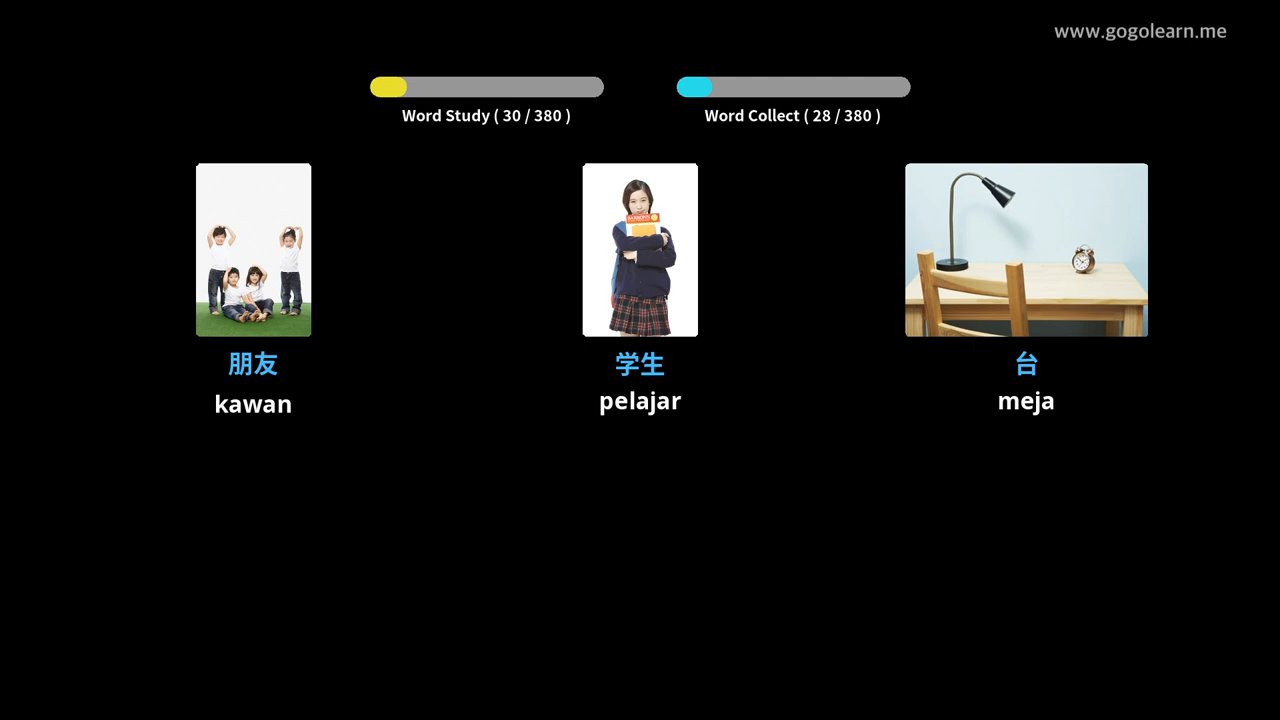 www.gogolearn.me
Word Study ( 30 / 380 )
Word Collect ( 28 / 380 )
BARRON'S
朋友
学生
台
kawan
pelajar
meja